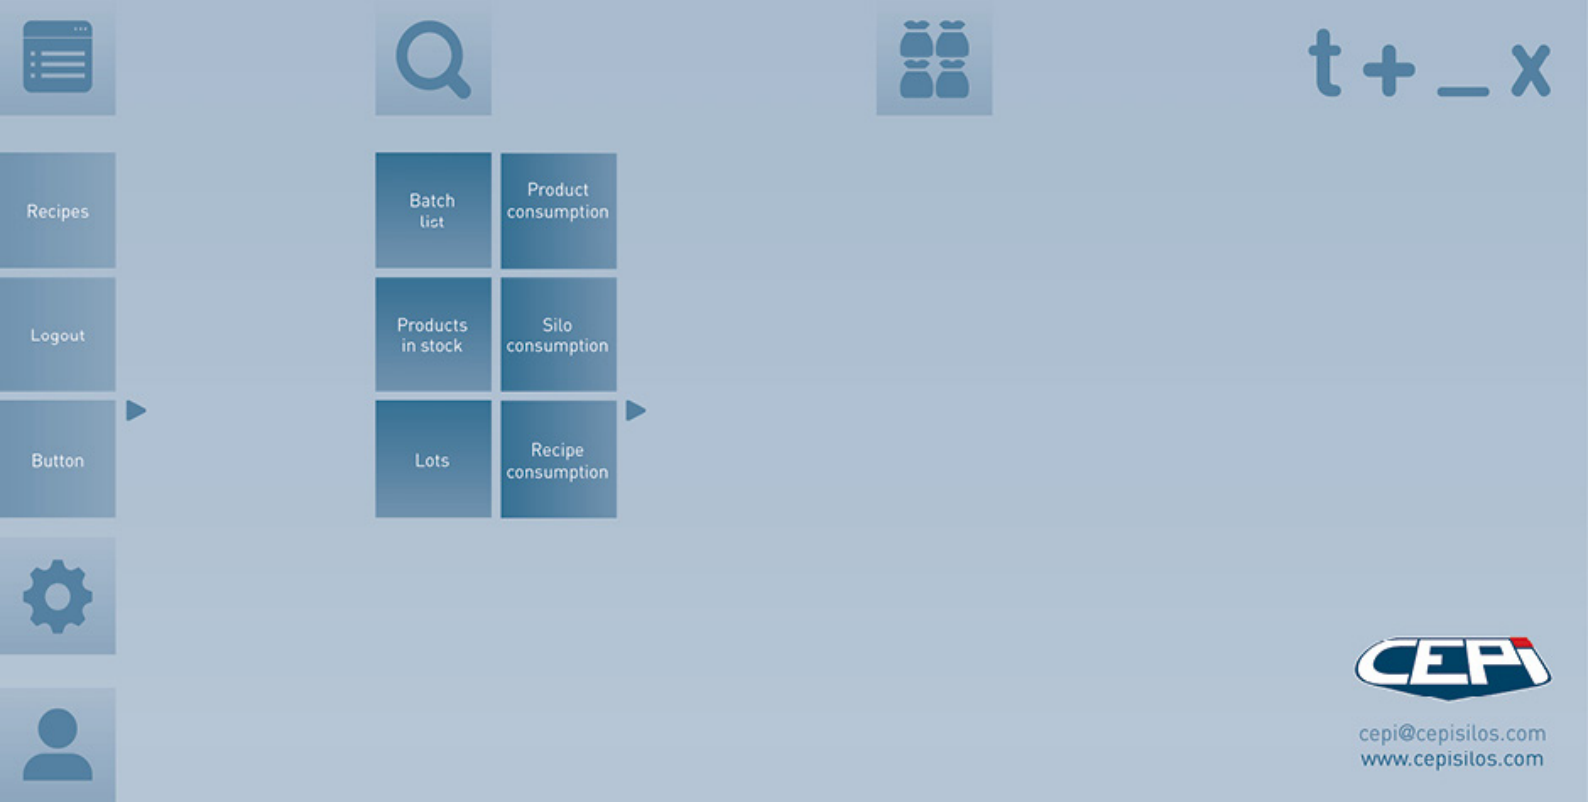 t + _ x
Recipes
Logout
Button
Batch
list
Product
consumption
Products
in stock
Silo
consumption
Lots
Recipe
consumption
CEPi
cepi@cepisilos.com
www.cepisilos.com